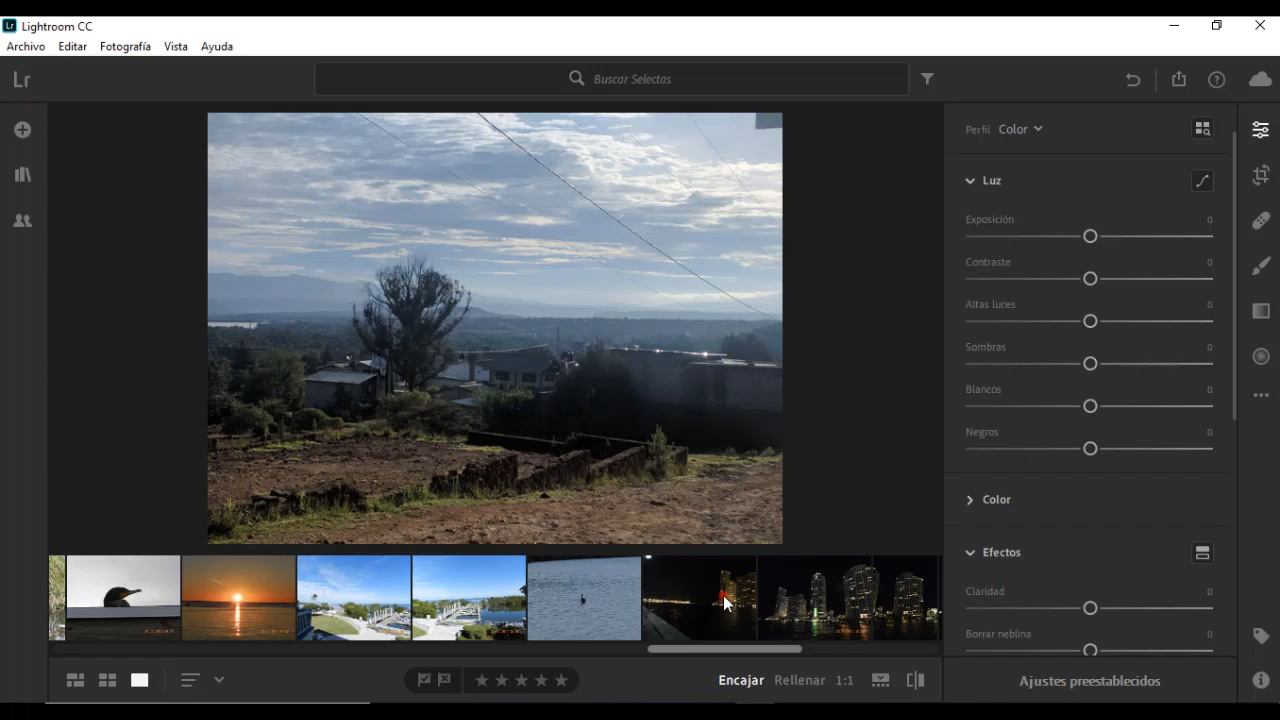 Lr Lightroom CC
Archivo Editar Fotografía Vista Ayuda
Lr Buscar Selectas
Perfil Color
Luz
Exposición 0
Contraste 0
Altas luces 0
Sombras 0
Blancos 0
Negros 0
Color
Efectos
Claridad 0
Borrar neblina 0
Encajar Rellenar 1:1
Ajustes preestablecidos